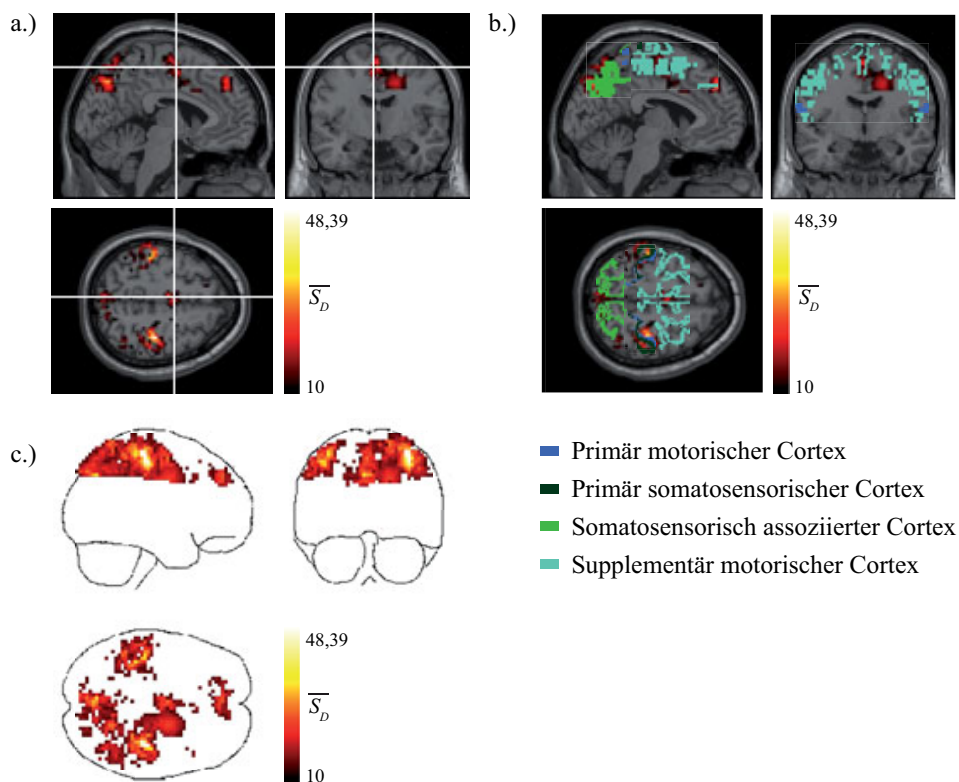 a.)
48,39
S_D
10
b.)
48,39
S_D
10
c.)
48,39
S_D
10
Primär motorischer Cortex
Primär somatosensorischer Cortex
Somatosensorisch assoziierter Cortex
Supplementär motorischer Cortex